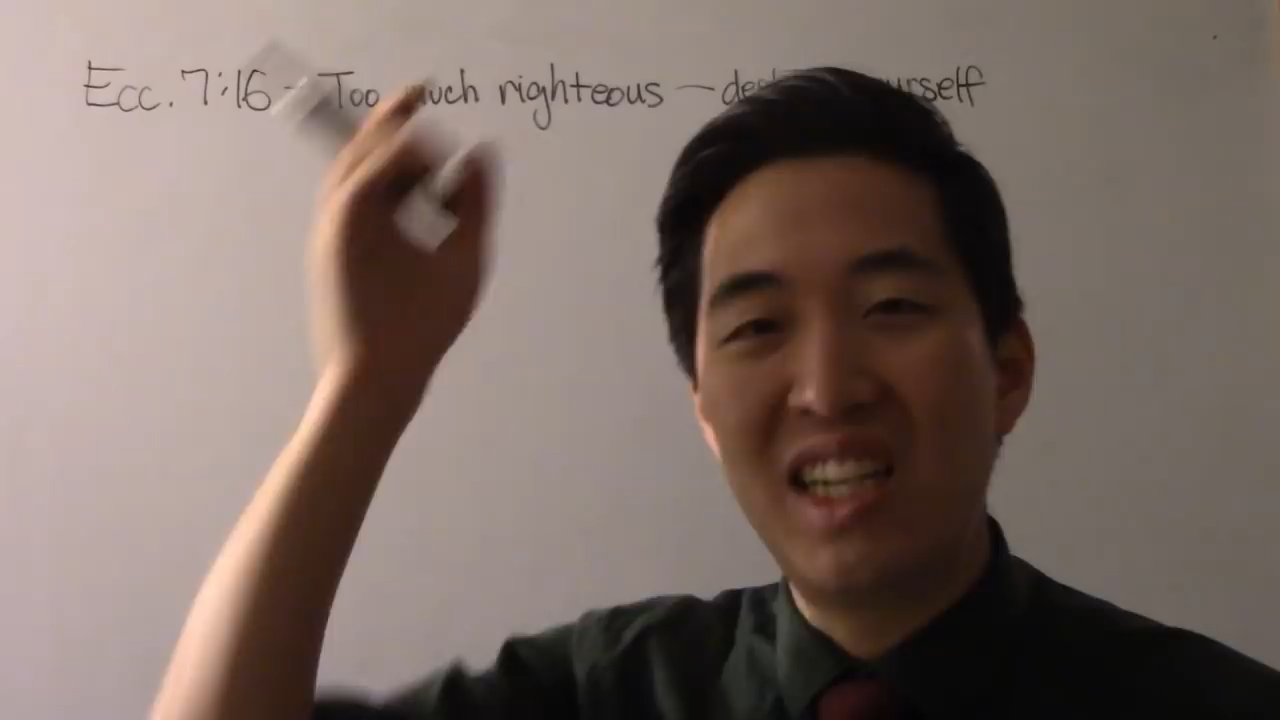 Ecc. 7:16 - Too much righteous — urself